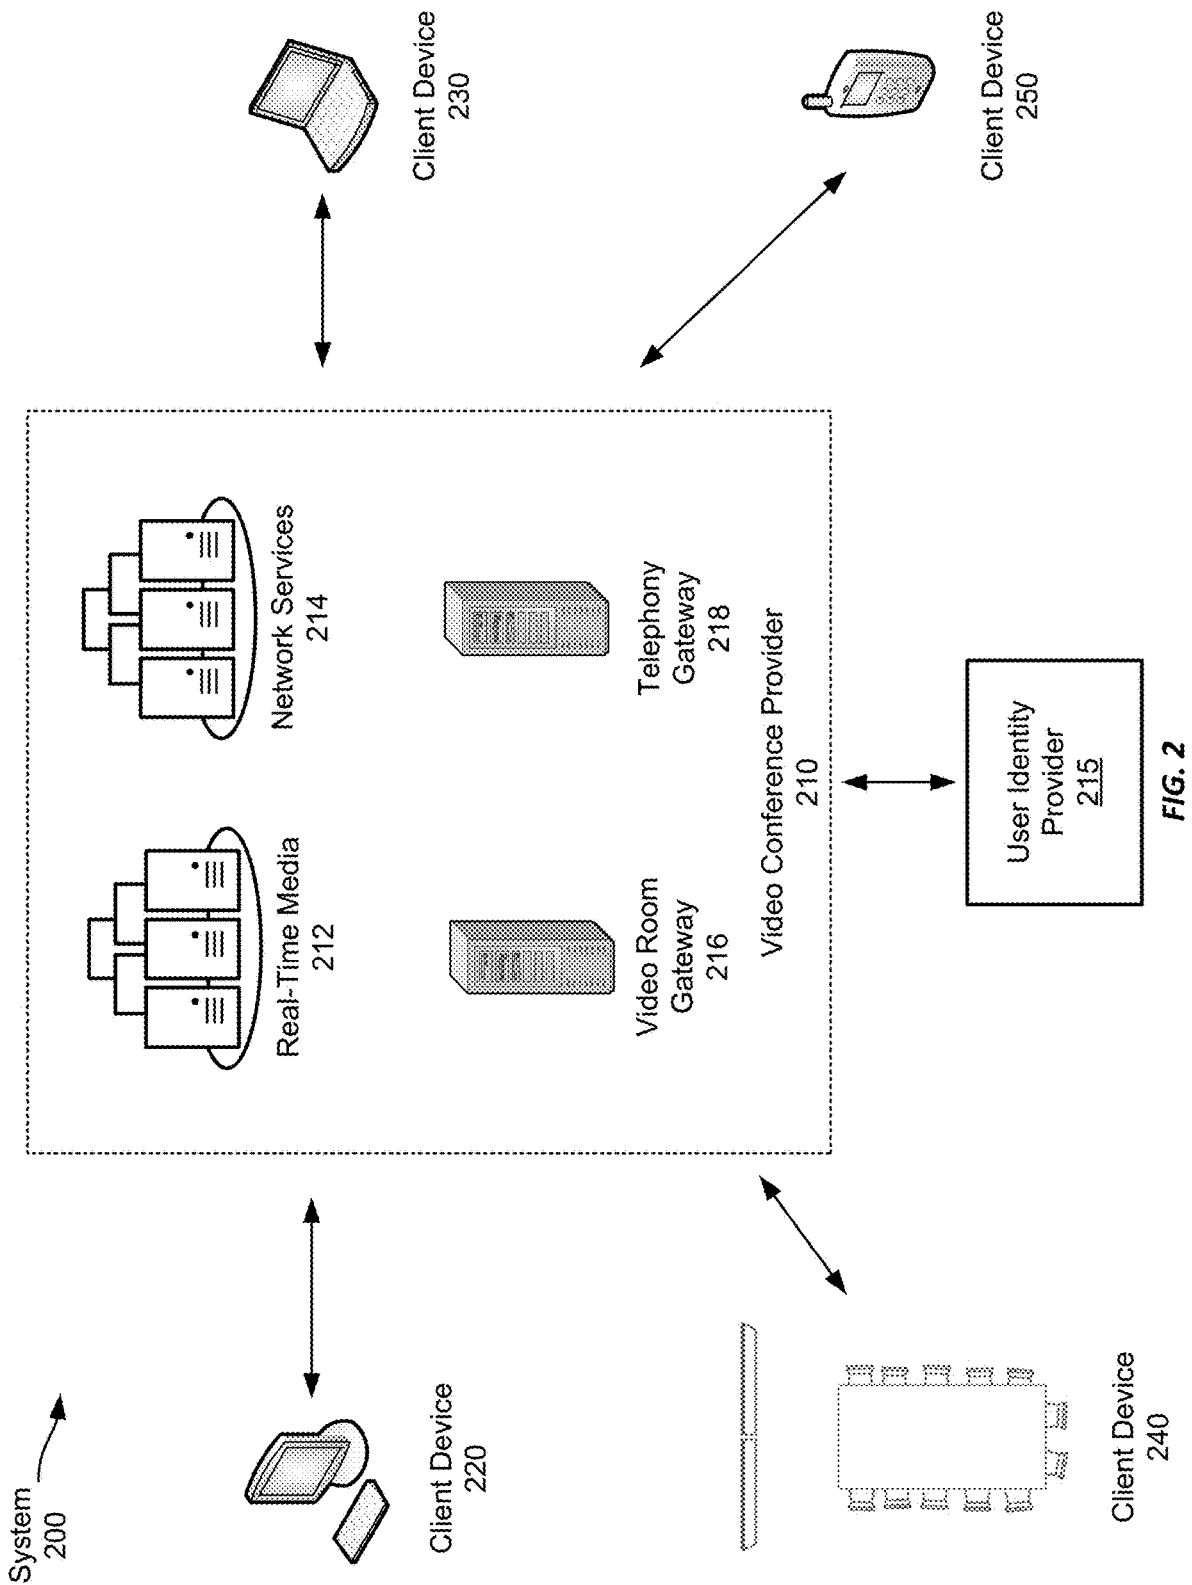 System
200
Client Device
220
Client Device
230
Real-Time Media
212
Network Services
214
Video Room
Gateway
216
Telephony
Gateway
218
Video Conference Provider
210
Client Device
240
Client Device
250
User Identity
Provider
215
FIG. 2